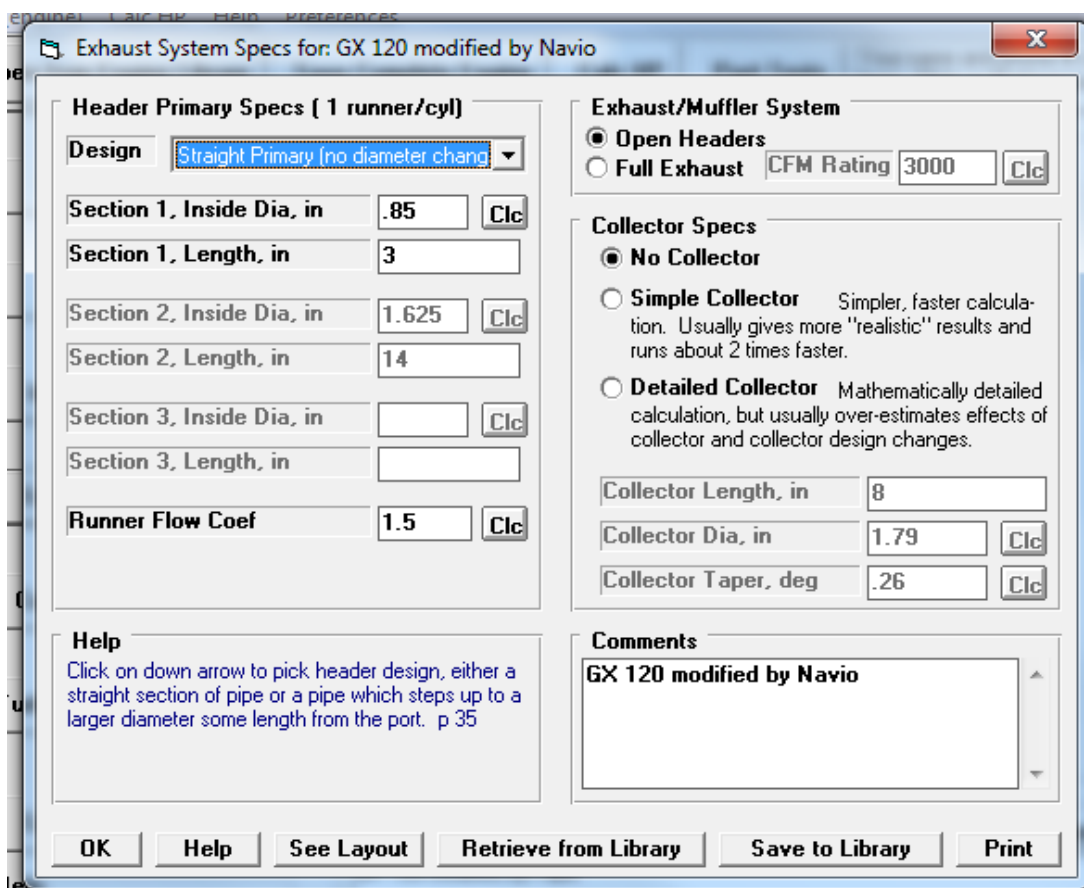 Calc HP Help Preferences
Exhaust System Specs for: GX 120 modified by Navio
Header Primary Specs ( 1 runner/cyl)
Design Straight Primary (no diameter chang
Section 1, Inside Dia, in .85 Clc
Section 1, Length, in 3
Section 2, Inside Dia, in 1.625 Clc
Section 2, Length, in 14
Section 3, Inside Dia, in Clc
Section 3, Length, in
Runner Flow Coef 1.5 Clc
Help
Click on down arrow to pick header design, either a
straight section of pipe or a pipe which steps up to a
larger diameter some length from the port. p 35
Exhaust/Muffler System
Open Headers
Full Exhaust CFM Rating 3000 Clc
Collector Specs
No Collector
Simple Collector Simpler, faster calcula-
tion. Usually gives more "realistic" results and
runs about 2 times faster.
Detailed Collector Mathematically detailed
calculation, but usually over-estimates effects of
collector and collector design changes.
Collector Length, in 8
Collector Dia, in 1.79 Clc
Collector Taper, deg .26 Clc
Comments
GX 120 modified by Navio
OK Help See Layout Retrieve from Library Save to Library Print